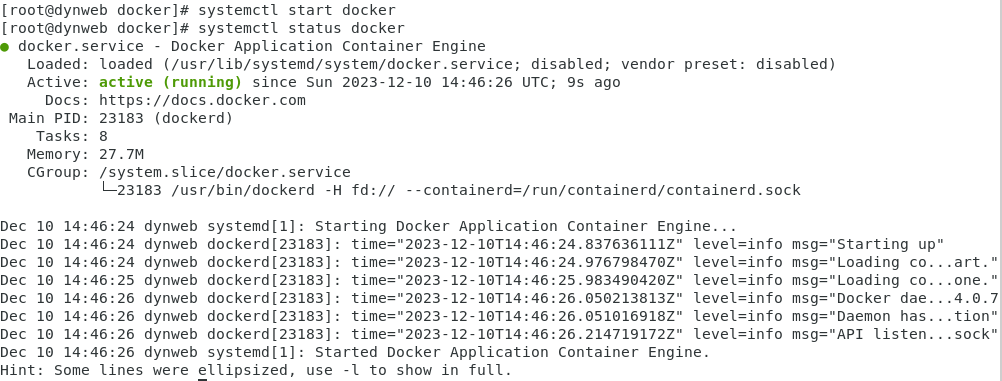 [root@dynweb docker]# systemctl start docker
[root@dynweb docker]# systemctl status docker
● docker.service - Docker Application Container Engine
   Loaded: loaded (/usr/lib/systemd/system/docker.service; disabled; vendor preset: disabled)
   Active: active (running) since Sun 2023-12-10 14:46:26 UTC; 9s ago
     Docs: https://docs.docker.com
 Main PID: 23183 (dockerd)
    Tasks: 8
   Memory: 27.7M
   CGroup: /system.slice/docker.service
           └─23183 /usr/bin/dockerd -H fd:// --containerd=/run/containerd/containerd.sock

Dec 10 14:46:24 dynweb systemd[1]: Starting Docker Application Container Engine...
Dec 10 14:46:24 dynweb dockerd[23183]: time="2023-12-10T14:46:24.837636111Z" level=info msg="Starting up"
Dec 10 14:46:24 dynweb dockerd[23183]: time="2023-12-10T14:46:24.976798470Z" level=info msg="Loading co...art."
Dec 10 14:46:25 dynweb dockerd[23183]: time="2023-12-10T14:46:25.983490420Z" level=info msg="Loading co...one."
Dec 10 14:46:26 dynweb dockerd[23183]: time="2023-12-10T14:46:26.050213813Z" level=info msg="Docker dae...4.0.7
Dec 10 14:46:26 dynweb dockerd[23183]: time="2023-12-10T14:46:26.051016918Z" level=info msg="Daemon has...tion"
Dec 10 14:46:26 dynweb dockerd[23183]: time="2023-12-10T14:46:26.214719172Z" level=info msg="API listen...sock"
Dec 10 14:46:26 dynweb systemd[1]: Started Docker Application Container Engine.
Hint: Some lines were ellipsized, use -l to show in full.